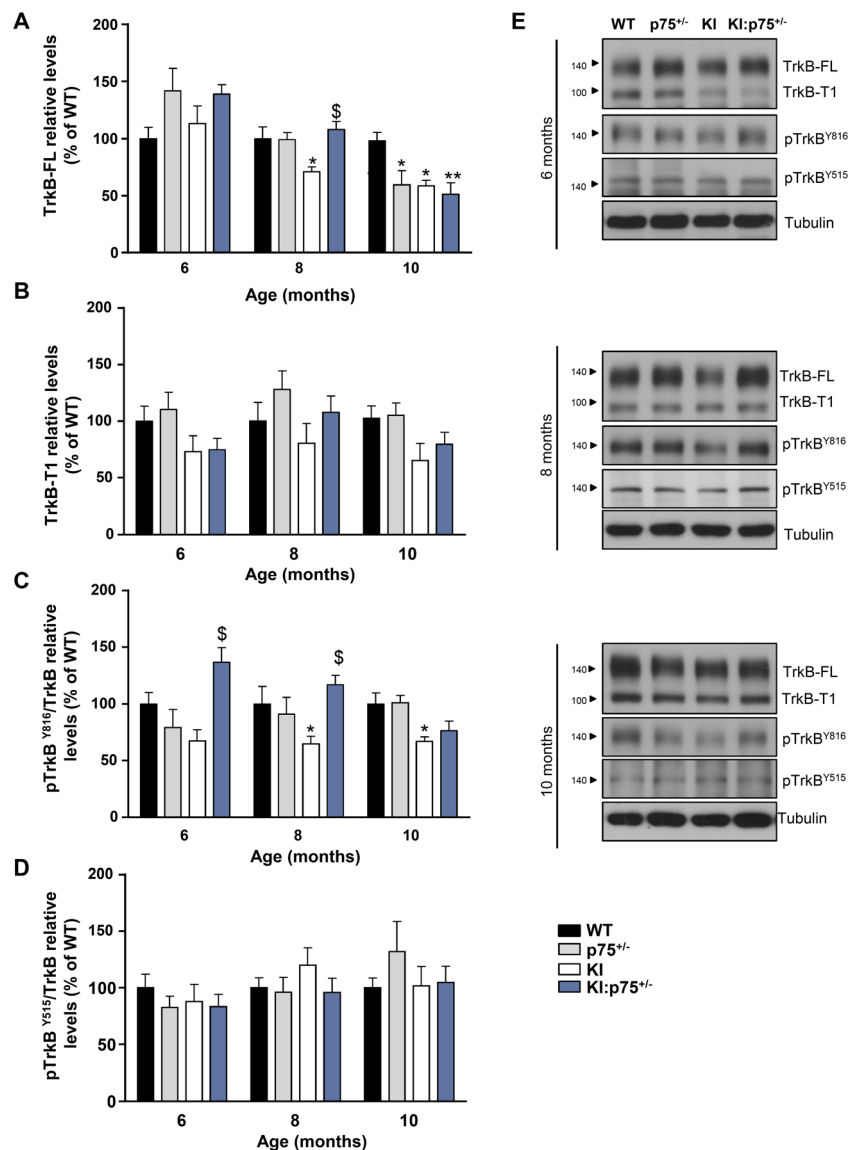 A
TrkB-FL relative levels
(% of WT)
200
150
100
50
0
$
*
*
*
**
6
8
10
Age (months)
B
TrkB-T1 relative levels
(% of WT)
200
150
100
50
0
6
8
10
Age (months)
C
pTrkB Y816/TrkB relative
levels (% of WT)
200
150
100
50
0
$
$
*
*
6
8
10
Age (months)
D
pTrkB Y515/TrkB relative
levels (% of WT)
200
150
100
50
0
6
8
10
Age (months)
E
WT p75+/- KI KI:p75+/-
6 months
140
TrkB-FL
100
TrkB-T1
140
pTrkBY816
140
pTrkBY515
Tubulin
8 months
140
TrkB-FL
100
TrkB-T1
140
pTrkBY816
140
pTrkBY515
Tubulin
10 months
140
TrkB-FL
100
TrkB-T1
140
pTrkBY816
140
pTrkBY515
Tubulin
WT
p75+/-
KI
KI:p75+/-